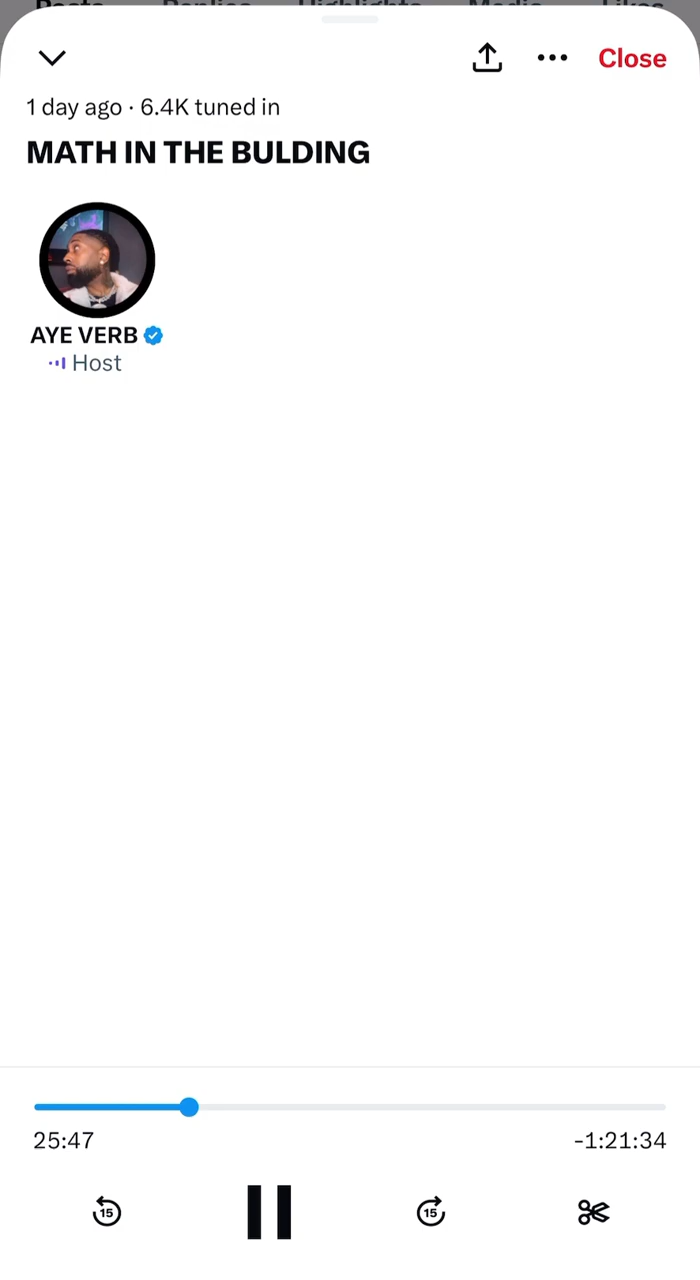 Close
1 day ago · 6.4K tuned in
MATH IN THE BULDING
AYE VERB
Host
25:47
-1:21:34
15
15